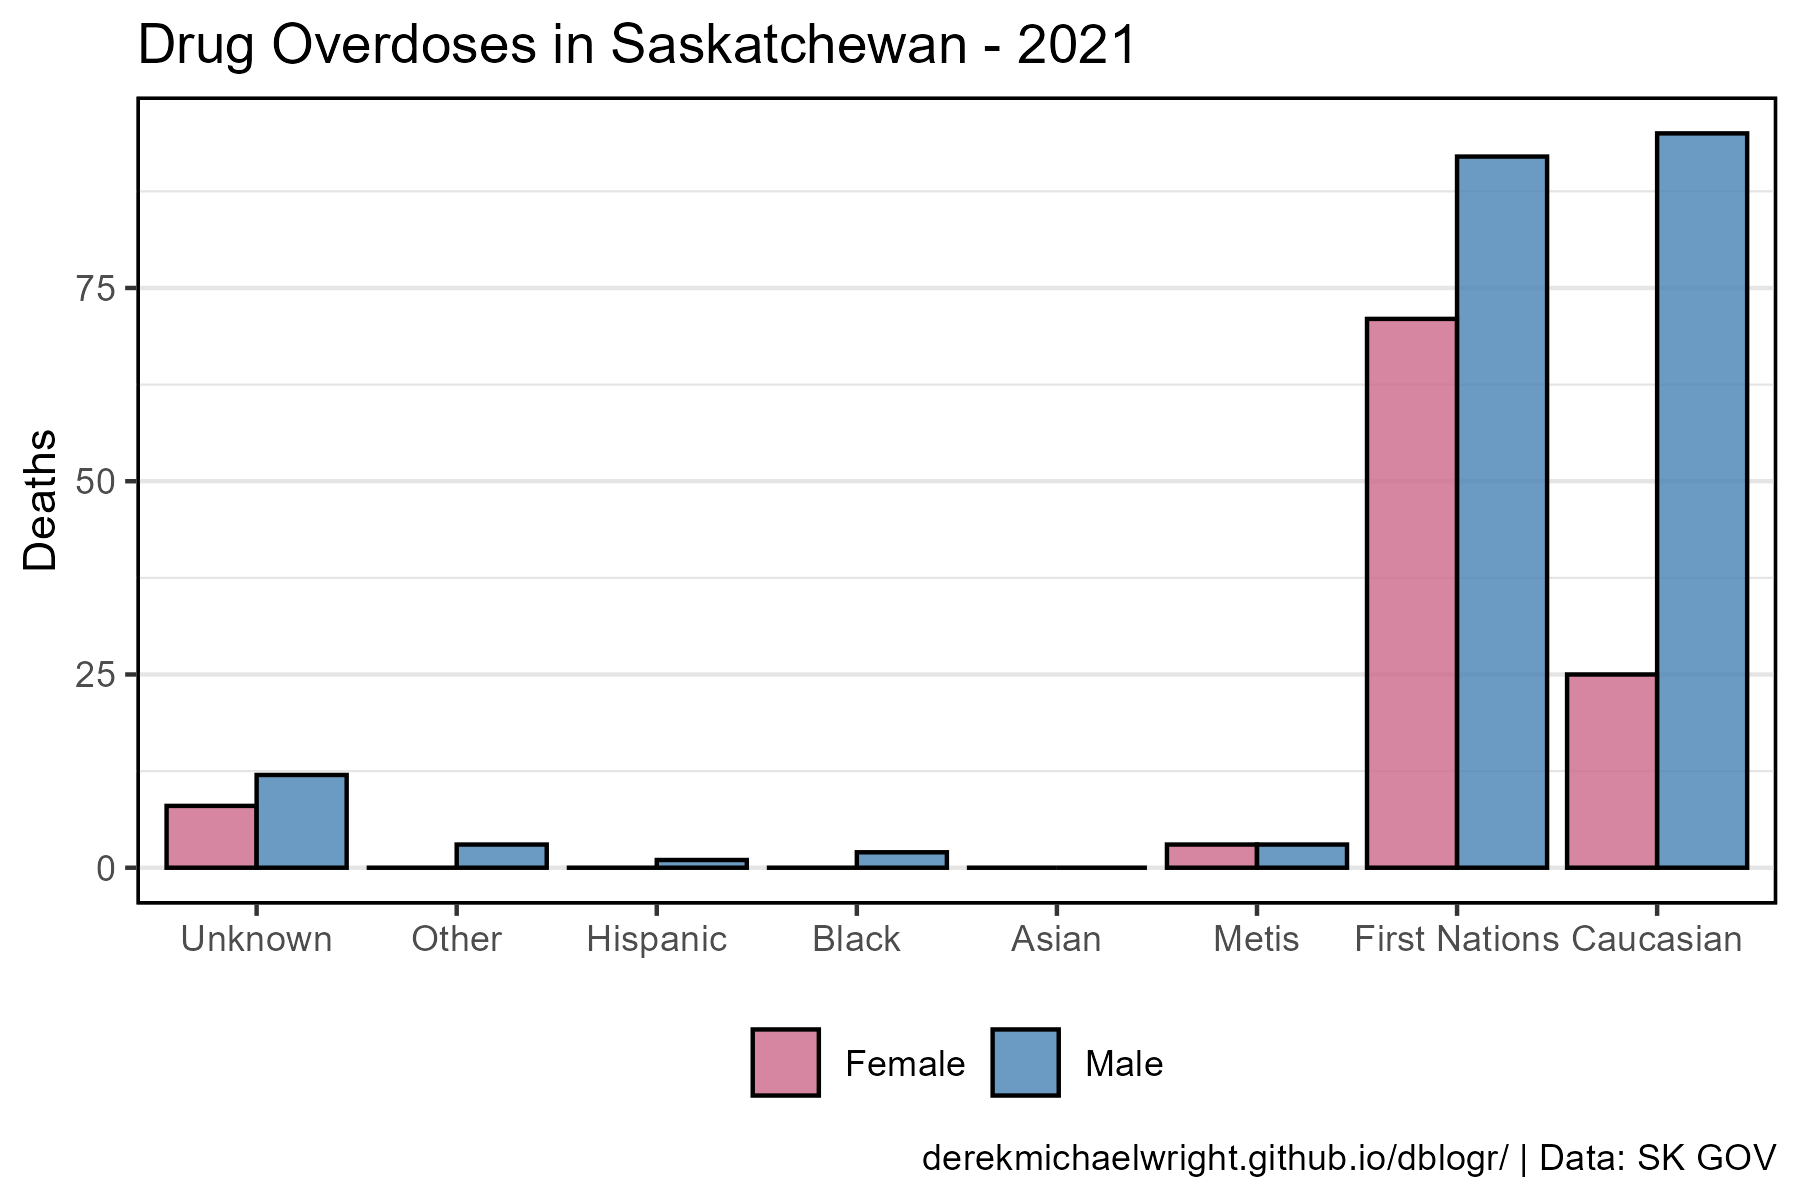 Drug Overdoses in Saskatchewan - 2021
Deaths
75
50
25
0
Unknown Other Hispanic Black Asian Metis First Nations Caucasian
Female Male
derekmichaelwright.github.io/dblogr/ | Data: SK GOV